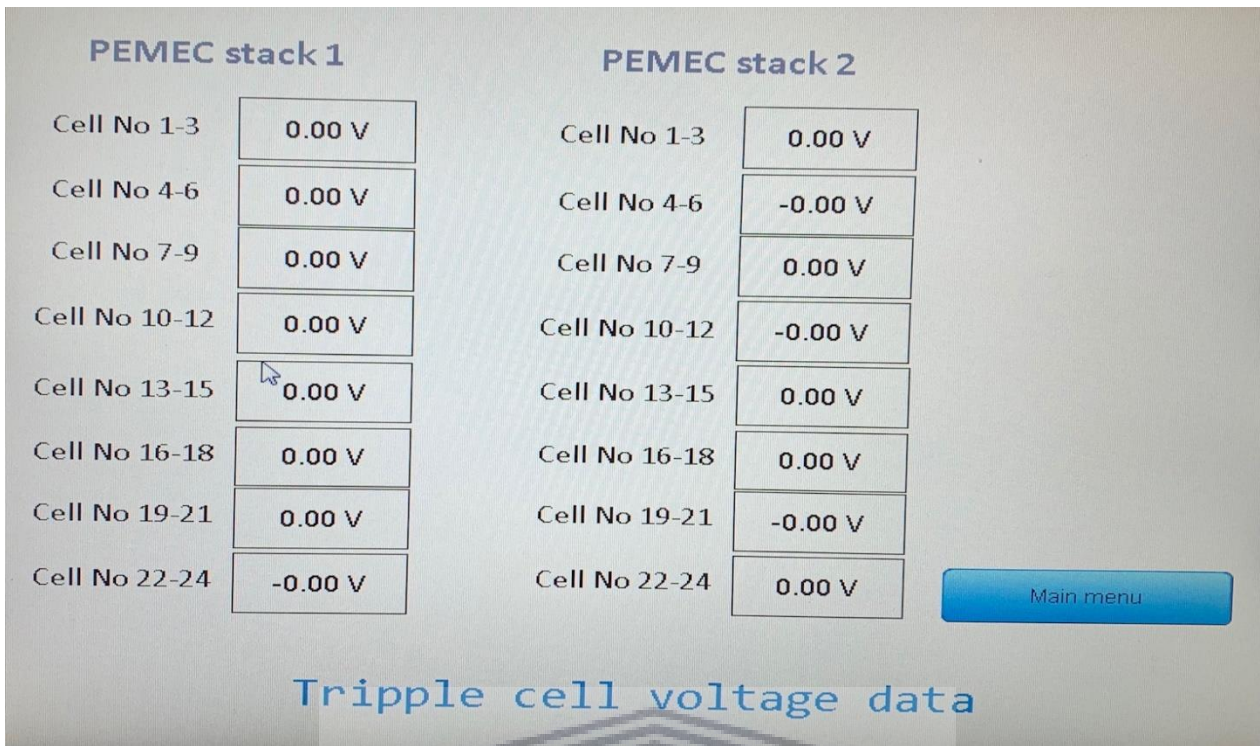 PEMEC stack 1
Cell No 1-3 0.00 V
Cell No 4-6 0.00 V
Cell No 7-9 0.00 V
Cell No 10-12 0.00 V
Cell No 13-15 0.00 V
Cell No 16-18 0.00 V
Cell No 19-21 0.00 V
Cell No 22-24 -0.00 V
PEMEC stack 2
Cell No 1-3 0.00 V
Cell No 4-6 -0.00 V
Cell No 7-9 0.00 V
Cell No 10-12 -0.00 V
Cell No 13-15 0.00 V
Cell No 16-18 0.00 V
Cell No 19-21 -0.00 V
Cell No 22-24 0.00 V
Main menu
Tripple cell voltage data